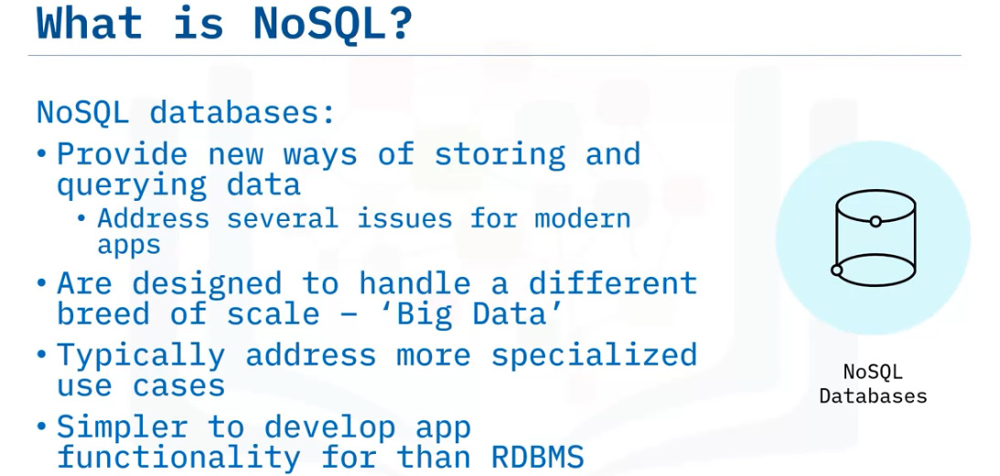 What is NoSQL?
NoSQL databases:
• Provide new ways of storing and
querying data
• Address several issues for modern
apps
• Are designed to handle a different
breed of scale – ‘Big Data’
• Typically address more specialized
use cases
• Simpler to develop app
functionality for than RDBMS
NoSQL
Databases